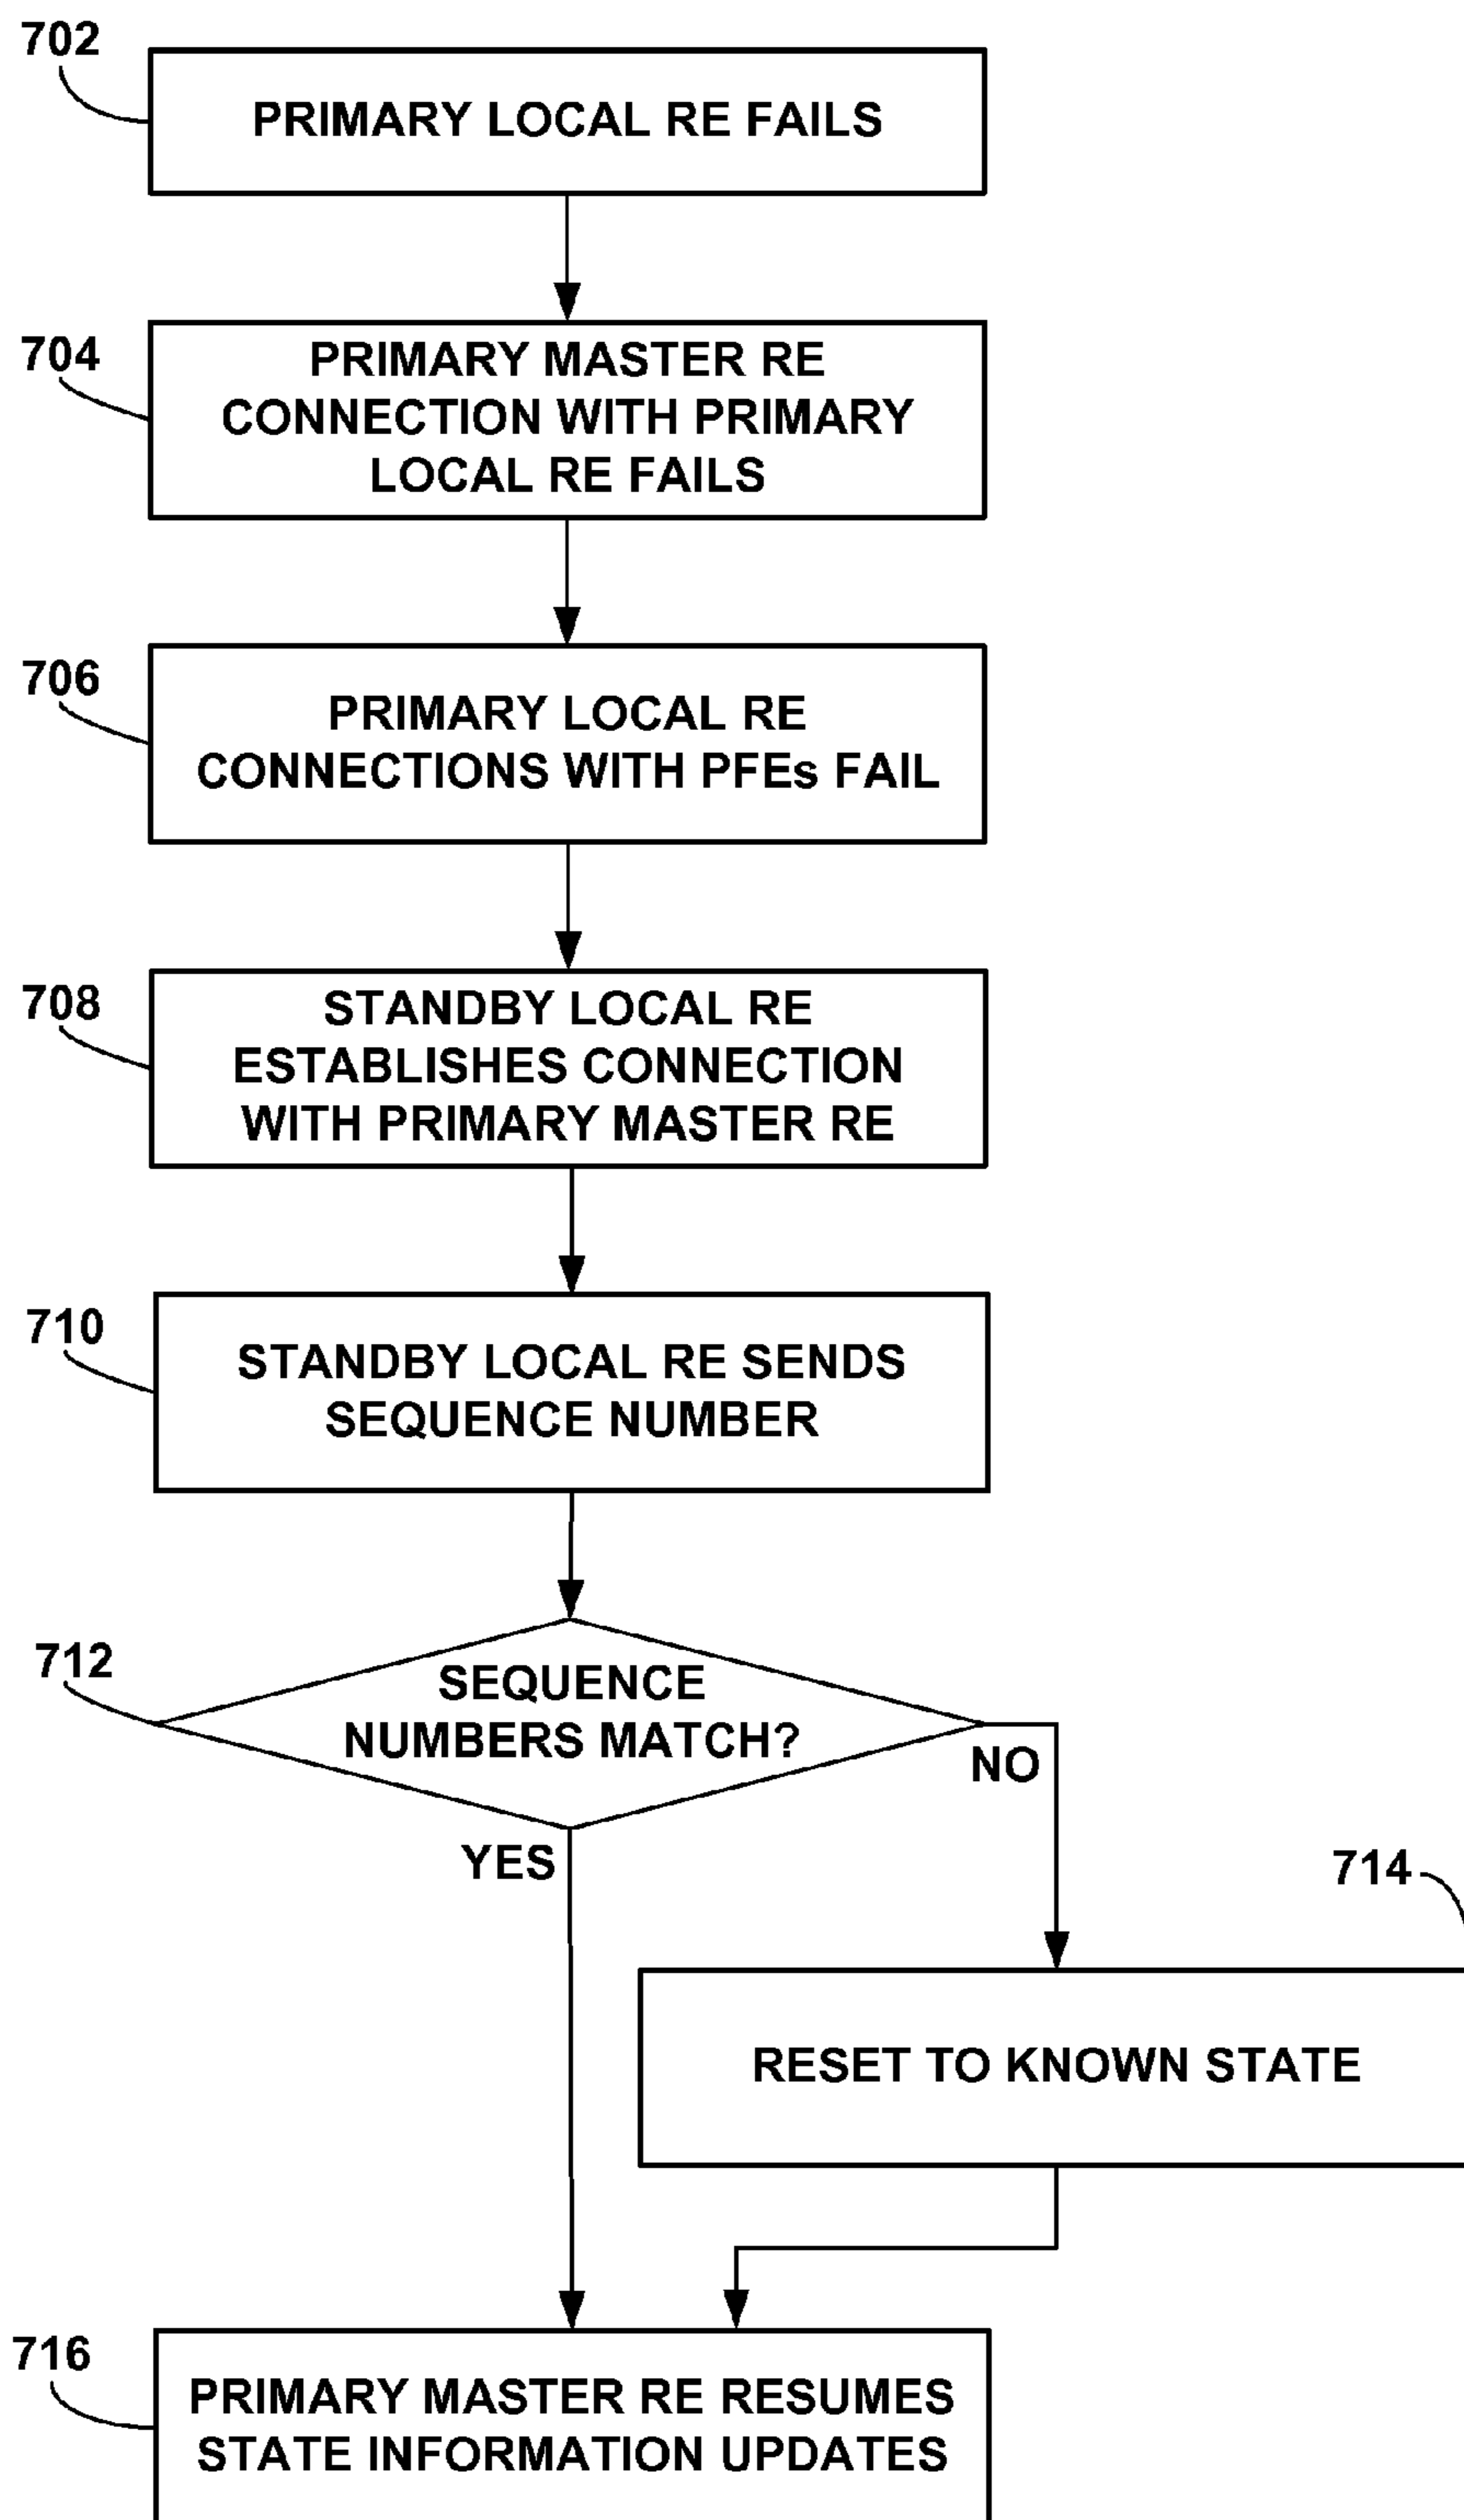 702
PRIMARY LOCAL RE FAILS
704
PRIMARY MASTER RE
CONNECTION WITH PRIMARY
LOCAL RE FAILS
706
PRIMARY LOCAL RE
CONNECTIONS WITH PFEs FAIL
708
STANDBY LOCAL RE
ESTABLISHES CONNECTION
WITH PRIMARY MASTER RE
710
STANDBY LOCAL RE SENDS
SEQUENCE NUMBER
712
SEQUENCE
NUMBERS MATCH?
NO
YES
714
RESET TO KNOWN STATE
716
PRIMARY MASTER RE RESUMES
STATE INFORMATION UPDATES